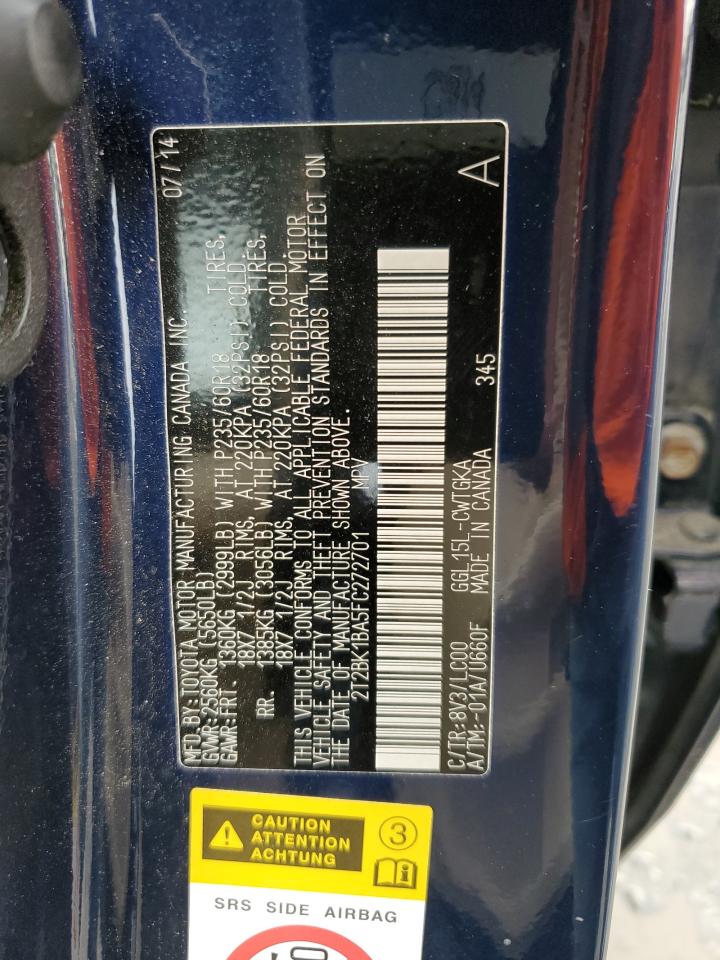 MFD. BY: TOYOTA MOTOR MANUFACTURING CANADA INC. 07/14
GVWR: 2560KG (5650LB)
GAWR: FRT. 1360KG (2999LB) WITH P235/60R18 TIRES,
18X7 1/2J RIMS, AT 220KPA (32PSI) COLD.
RR. 1385KG (3056LB) WITH P235/60R18 TIRES,
18X7 1/2J RIMS, AT 220KPA (32PSI) COLD.
THIS VEHICLE CONFORMS TO ALL APPLICABLE FEDERAL MOTOR
VEHICLE SAFETY AND THEFT PREVENTION STANDARDS IN EFFECT ON
THE DATE OF MANUFACTURE SHOWN ABOVE.
2T2BK1BA5FC272701 MPV
C/TR: 8V3/LC00 GGL15L-CWTGKA 345 A
A/TM: -01A/U660F MADE IN CANADA
CAUTION
ATTENTION
ACHTUNG
3
SRS SIDE AIRBAG